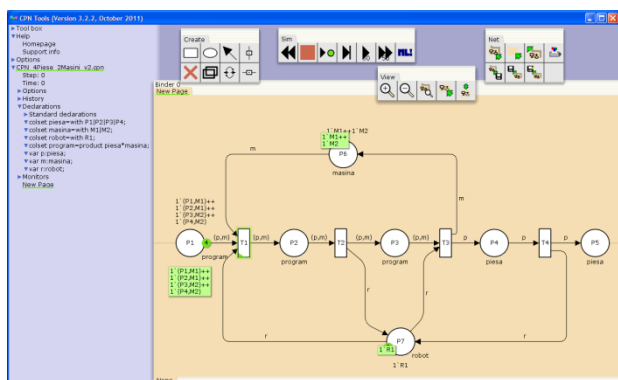 CPN Tools (Version 3.2.2, October 2011)
Tool box
Help
Homepage
Support info
Options
CPN_4Piese_2Masini_v2.cpn
Step: 0
Time: 0
Options
History
Declarations
Standard declarations
colset piesa=with P1|P2|P3|P4;
colset masina=with M1|M2;
colset robot=with R1;
colset program=product piesa*masina;
var p:piesa;
var m:masina;
var r:robot;
Monitors
New Page
Create
Sim
ML!
Net
View
Binder 0
New Page
1`M1++1`M2
1`M1++
1`M2
P6
masina
m
m
1`(P1,M1)++
1`(P2,M1)++
1`(P3,M2)++
1`(P4,M2)
P1
4
program
(p,m)
T1
(p,m)
P2
program
(p,m)
T2
(p,m)
P3
program
(p,m)
T3
p
P4
piesa
p
T4
p
P5
piesa
1`(P1,M1)++
1`(P2,M1)++
1`(P3,M2)++
1`(P4,M2)
r
r
r
r
P7
1`R1
robot
1`R1